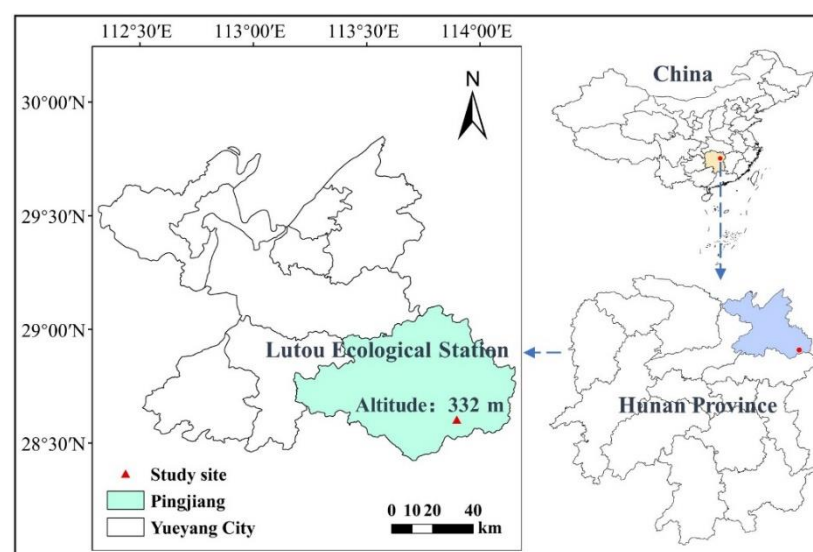 112°30′E 113°00′E 113°30′E 114°00′E
30°00′N
29°30′N
29°00′N
28°30′N
N
Lutou Ecological Station
Altitude：332 m
Study site
Pingjiang
Yueyang City
0 10 20 40
km
China
Hunan Province